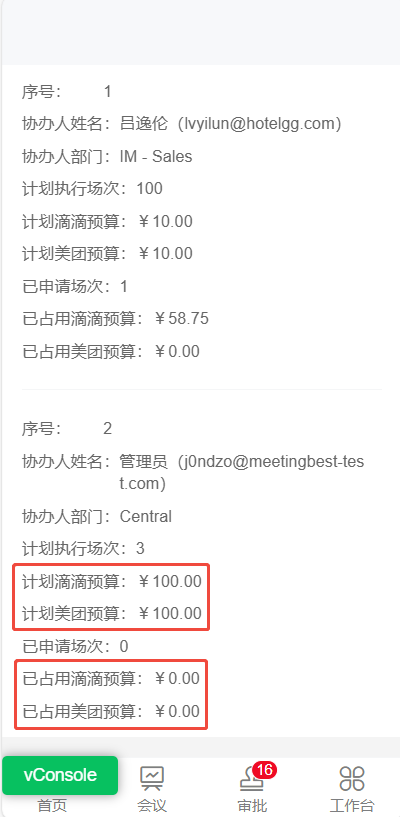 序号： 1
协办人姓名：吕逸伦（lvyilun@hotelgg.com）
协办人部门：IM - Sales
计划执行场次：100
计划滴滴预算：￥10.00
计划美团预算：￥10.00
已申请场次：1
已占用滴滴预算：￥58.75
已占用美团预算：￥0.00
序号： 2
协办人姓名：管理员（j0ndzo@meetingbest-tes
t.com）
协办人部门：Central
计划执行场次：3
计划滴滴预算：￥100.00
计划美团预算：￥100.00
已申请场次：0
已占用滴滴预算：￥0.00
已占用美团预算：￥0.00
vConsole
16
首页 会议 审批 工作台